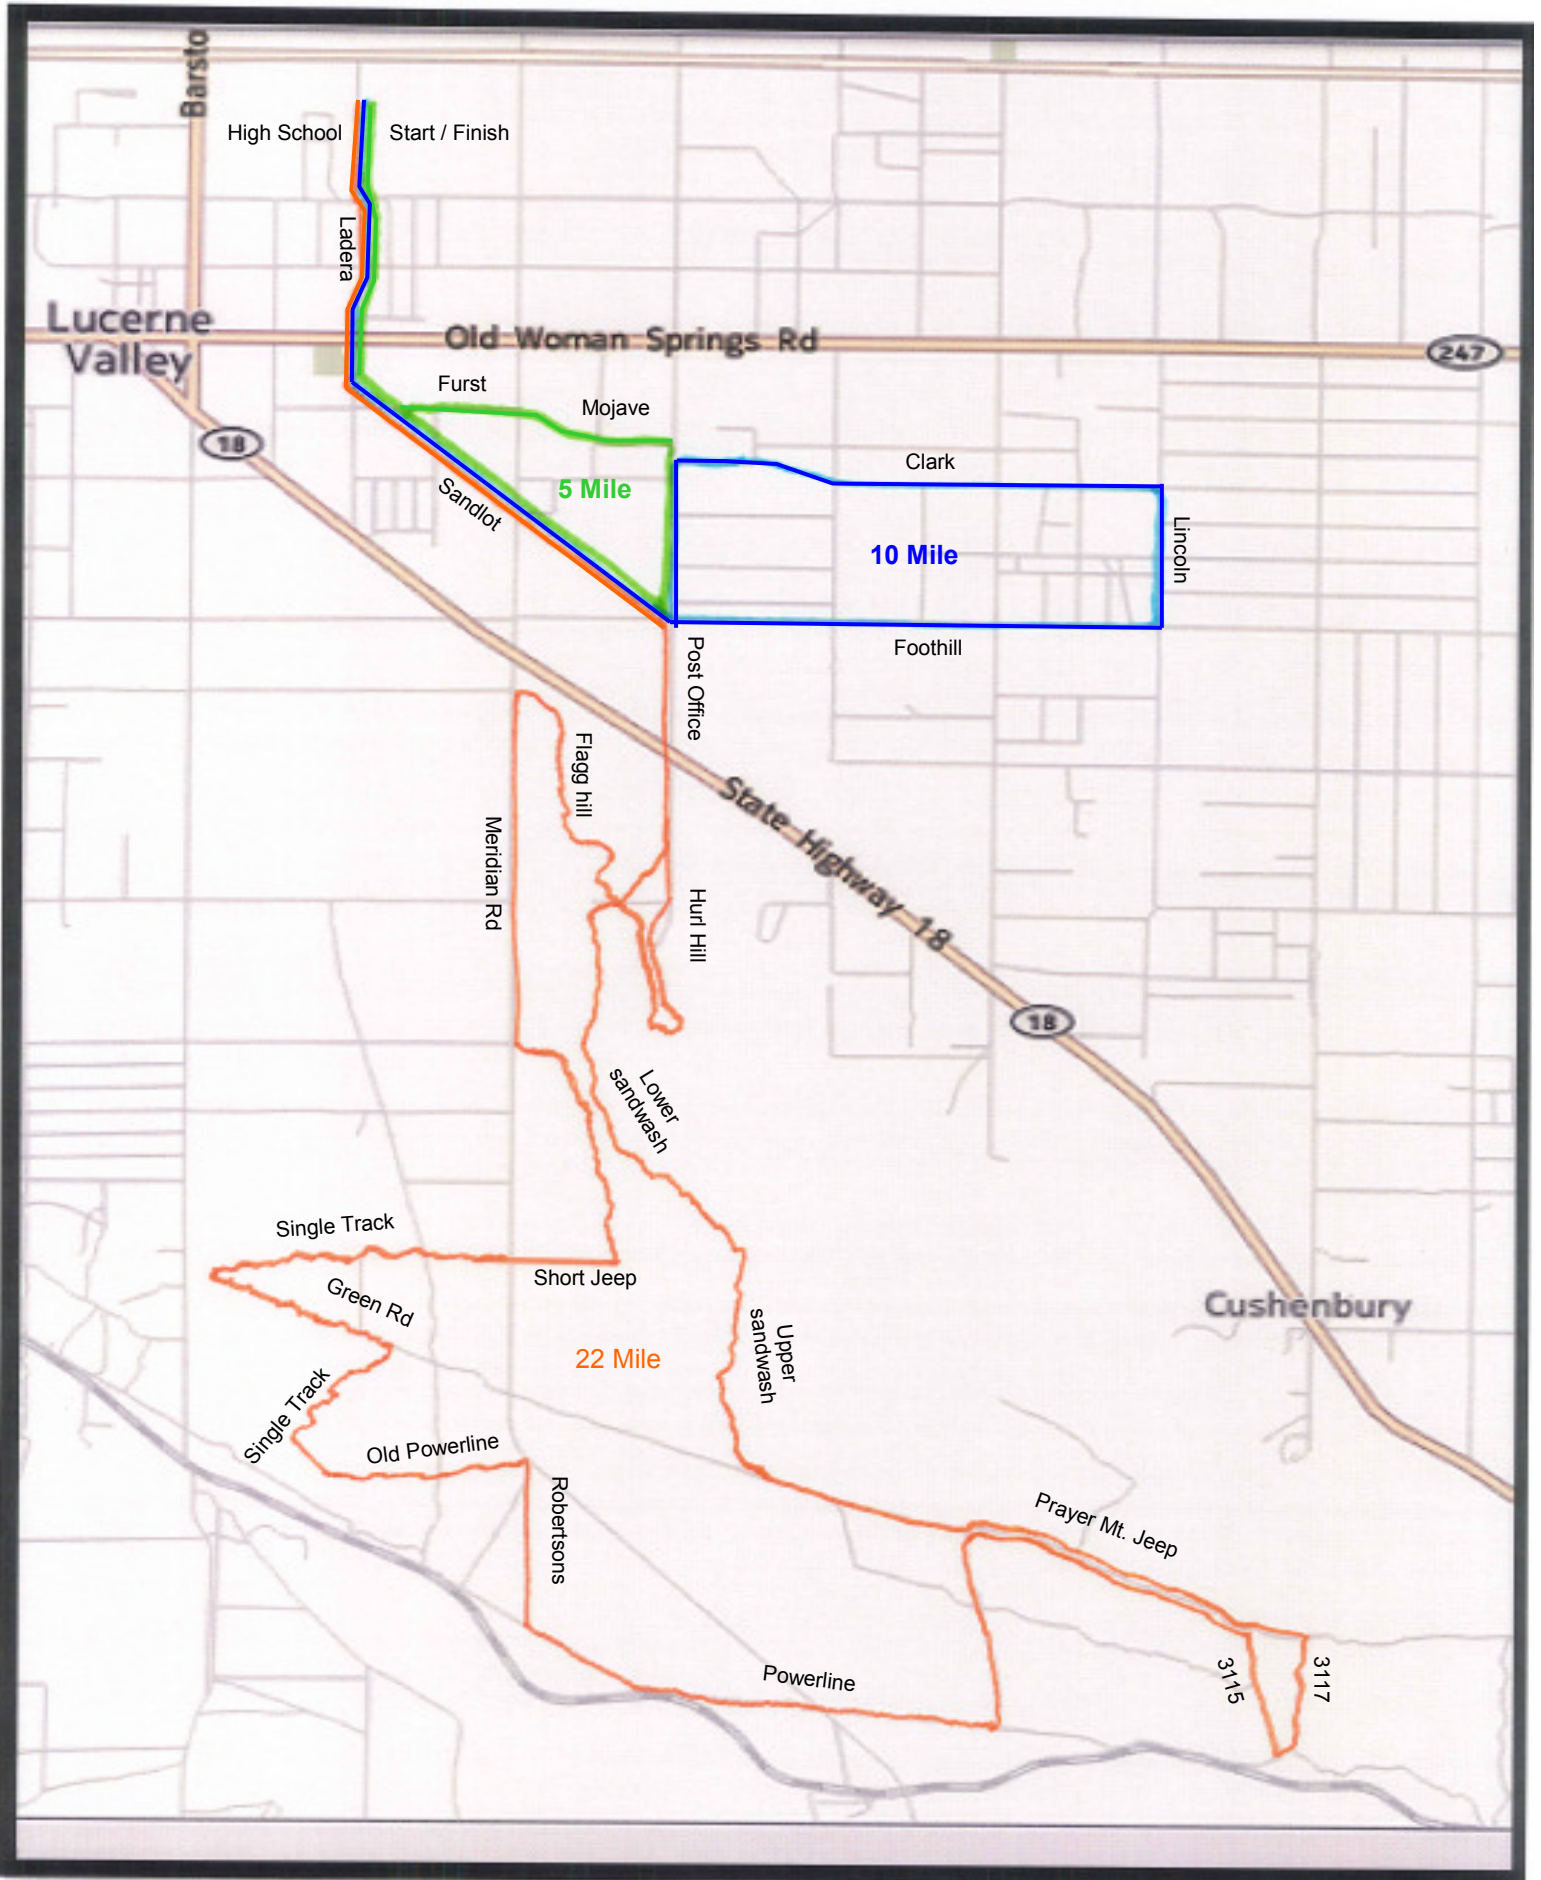 Barsto
High School
Start / Finish
Ladera
Lucerne
Valley
Old Woman Springs Rd
247
Furst
Mojave
18
Clark
5 Mile
Sandlot
10 Mile
Lincoln
Foothill
Post Office
Flagg hill
State Highway 18
Meridian Rd
Hurl Hill
18
Lower
sandwash
Single Track
Short Jeep
Green Rd
Cushenbury
Upper
sandwash
22 Mile
Single Track
Old Powerline
Robertsons
Prayer Mt. Jeep
Powerline
3115
3117